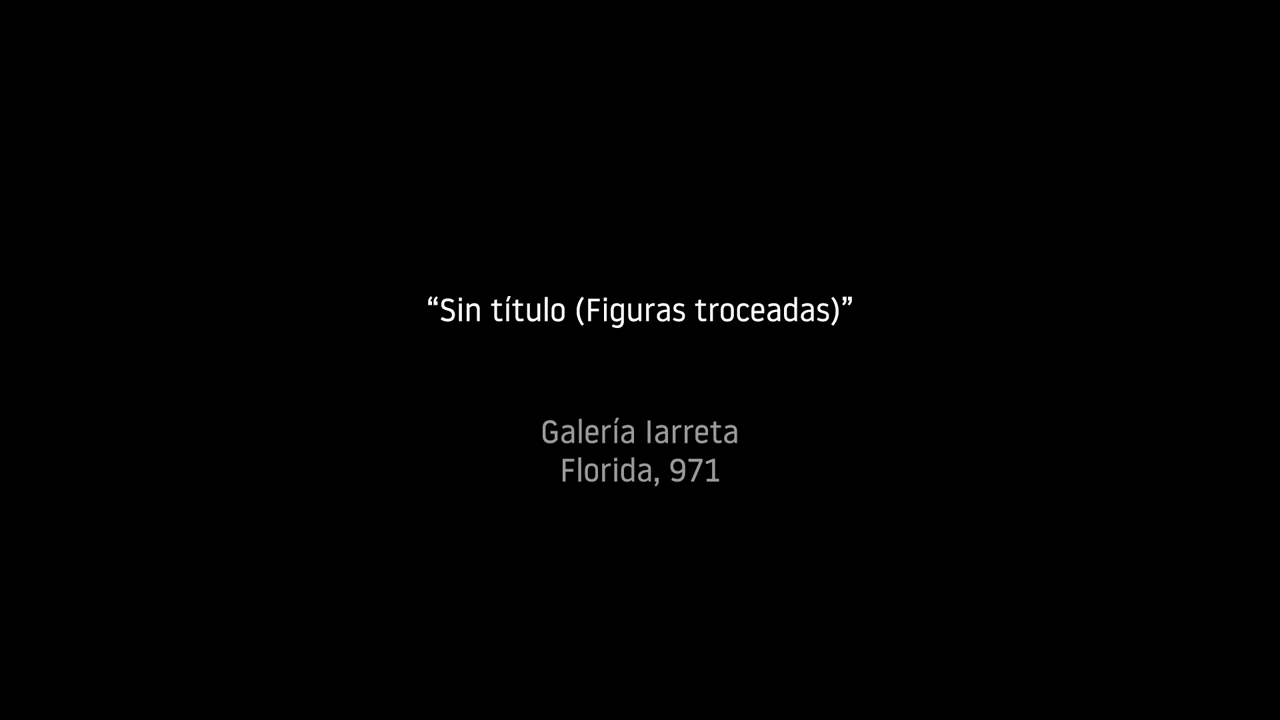 “Sin título (Figuras troceadas)”
Galería Iarreta
Florida, 971